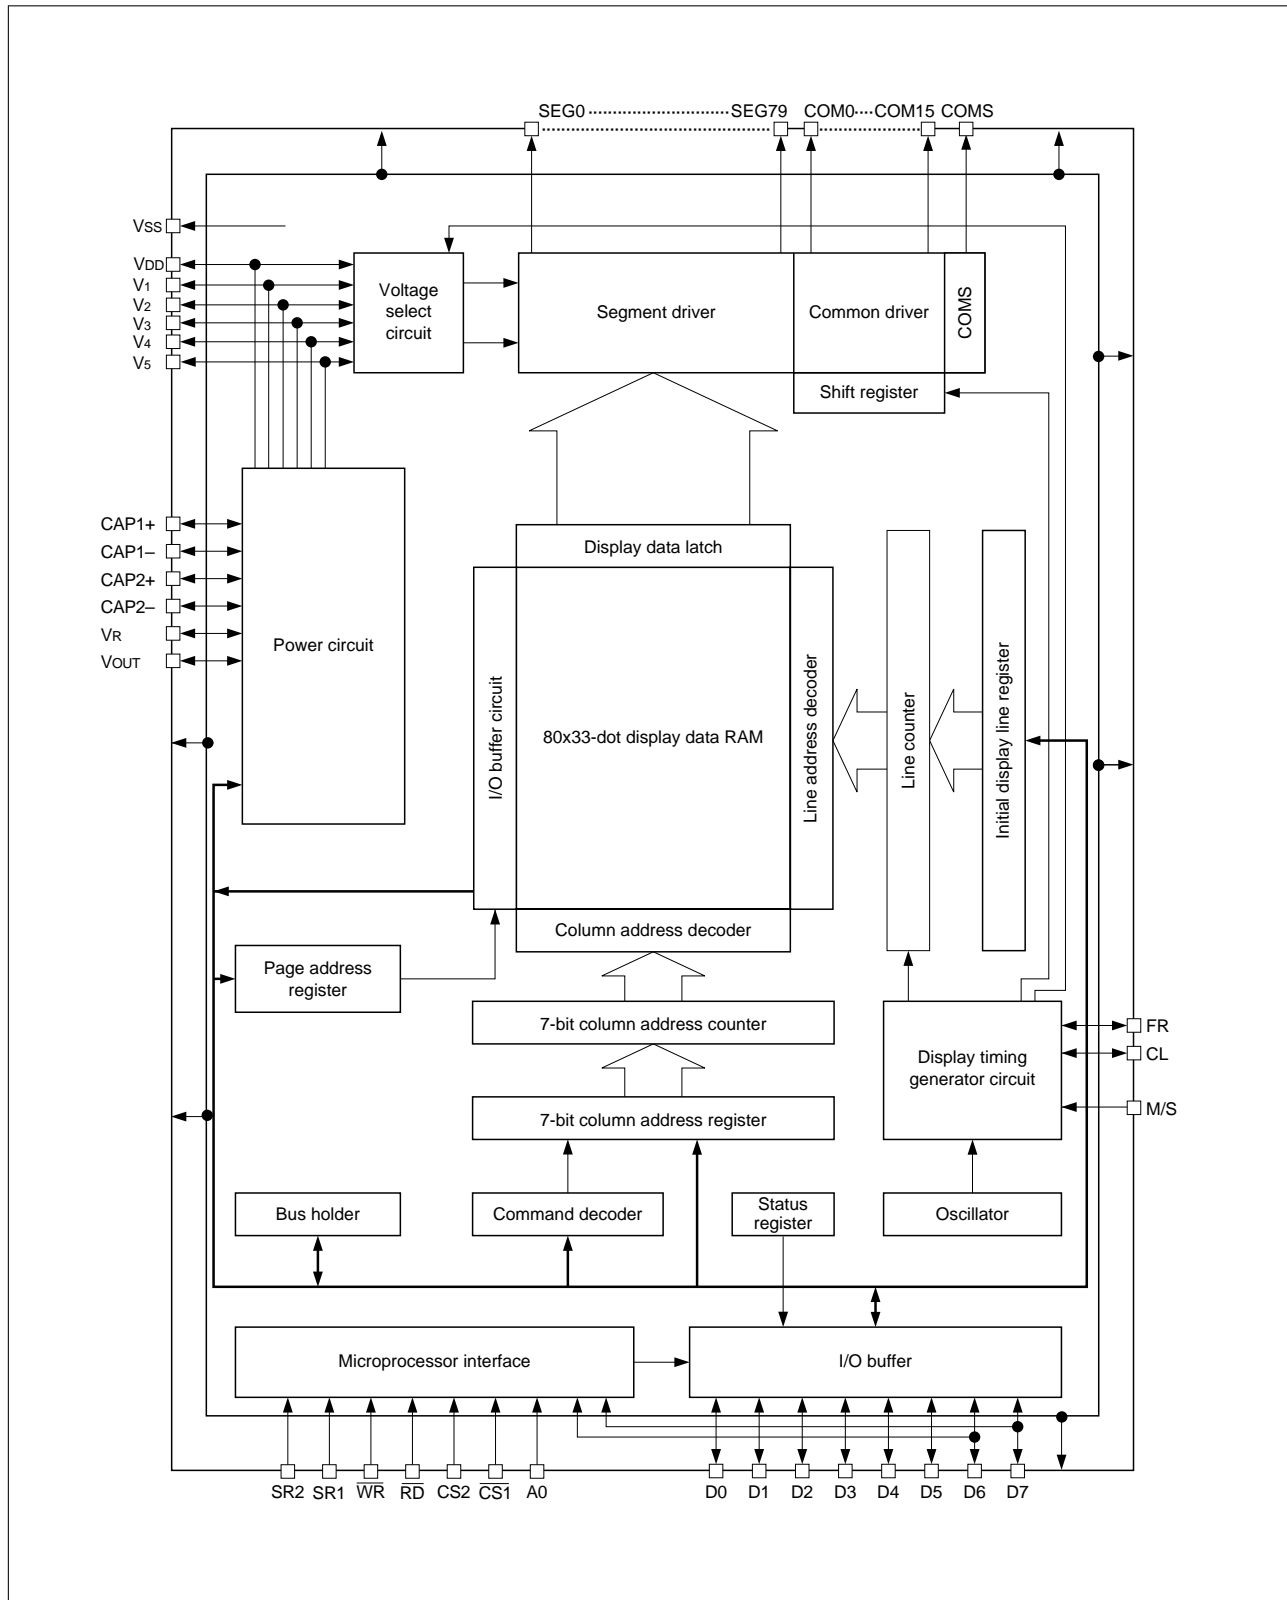 SEG0 SEG79 COM0 COM15 COMS
VSS
VDD
V1
V2
V3
V4
V5
Voltage
select
circuit
Segment driver
Common driver
COMS
Shift register
CAP1+
CAP1–
CAP2+
CAP2–
VR
VOUT
Power circuit
Display data latch
I/O buffer circuit
80x33-dot display data RAM
Line address decoder
Line counter
Initial display line register
Column address decoder
Page address
register
7-bit column address counter
Display timing
generator circuit
FR
CL
M/S
7-bit column address register
Bus holder
Command decoder
Status
register
Oscillator
Microprocessor interface
I/O buffer
SR2 SR1 W̅R̅ R̅D̅ CS2 C̅S̅1̅ A0 D0 D1 D2 D3 D4 D5 D6 D7